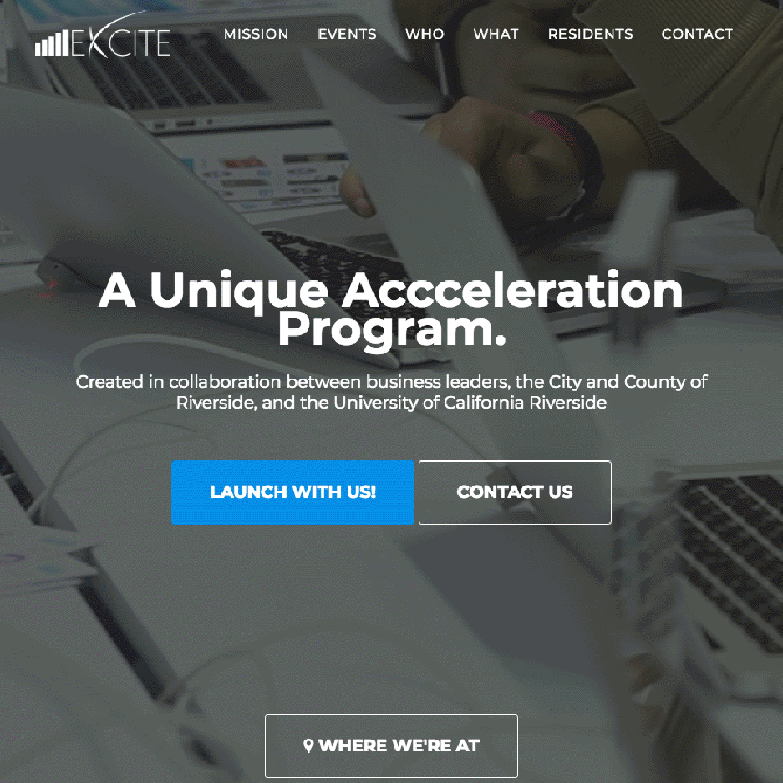 EXCITE
MISSION EVENTS WHO WHAT RESIDENTS CONTACT
A Unique Accceleration
Program.
Created in collaboration between business leaders, the City and County of
Riverside, and the University of California Riverside
LAUNCH WITH US!
CONTACT US
WHERE WE'RE AT